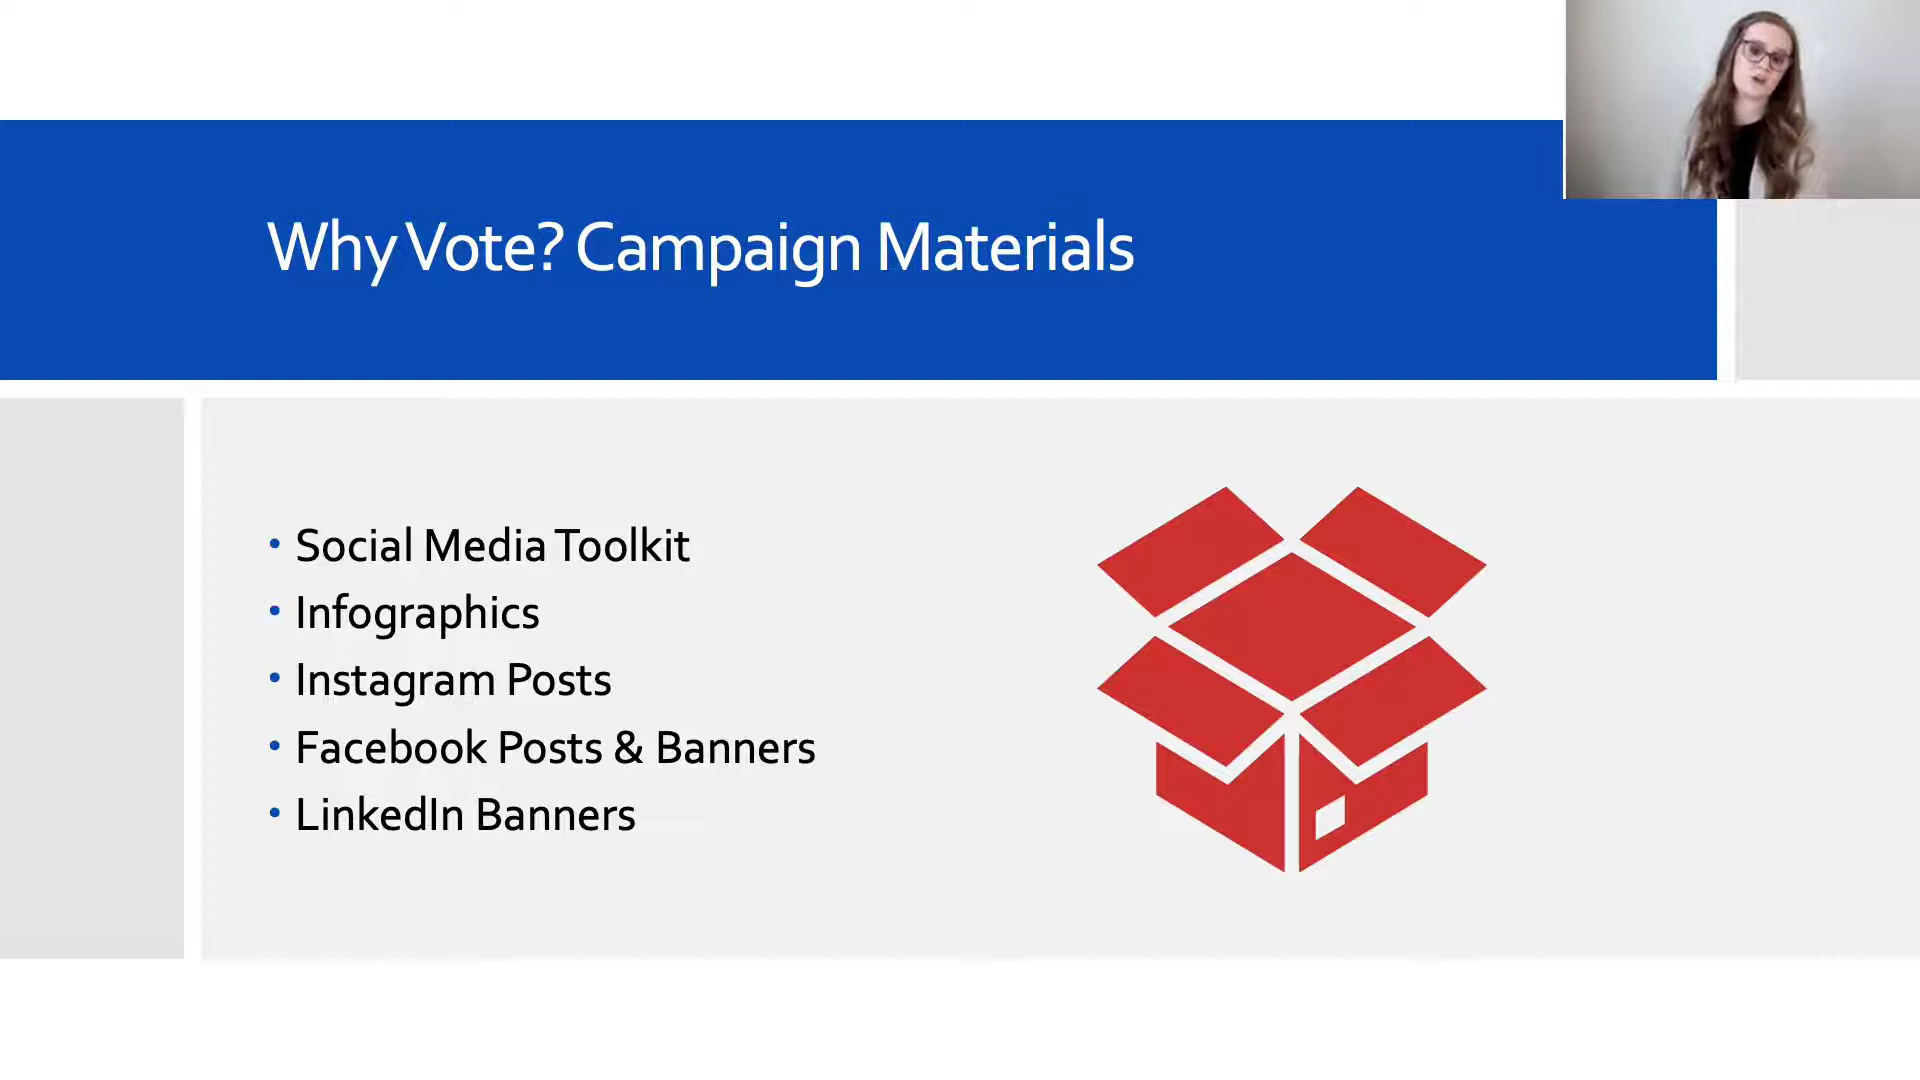 Why Vote? Campaign Materials
• Social Media Toolkit
• Infographics
• Instagram Posts
• Facebook Posts & Banners
• LinkedIn Banners